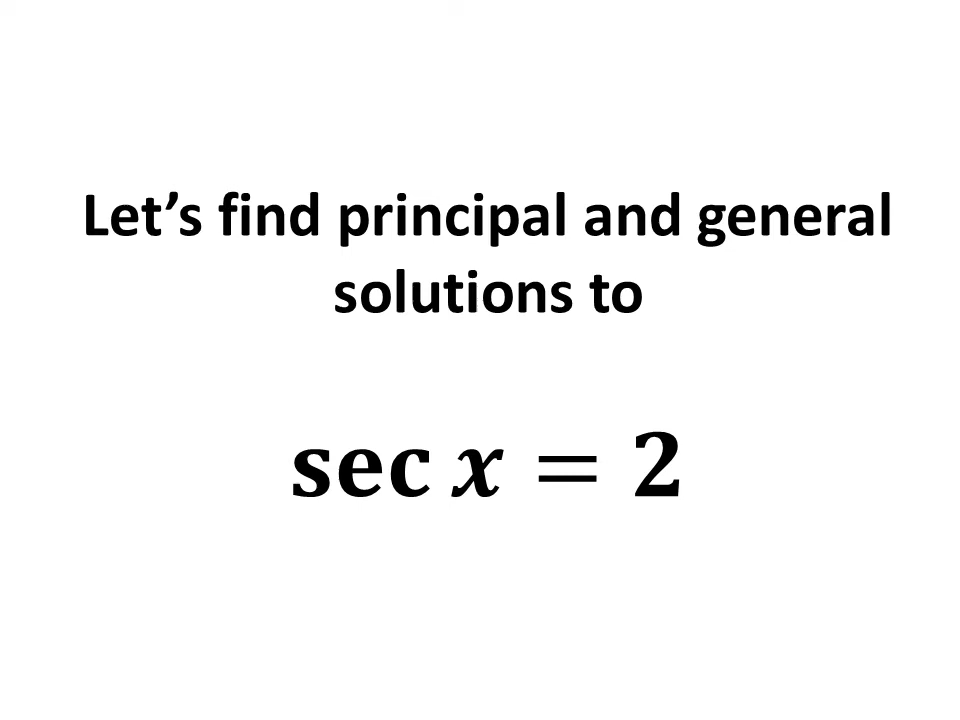 Let’s find principal and general
solutions to
sec x = 2